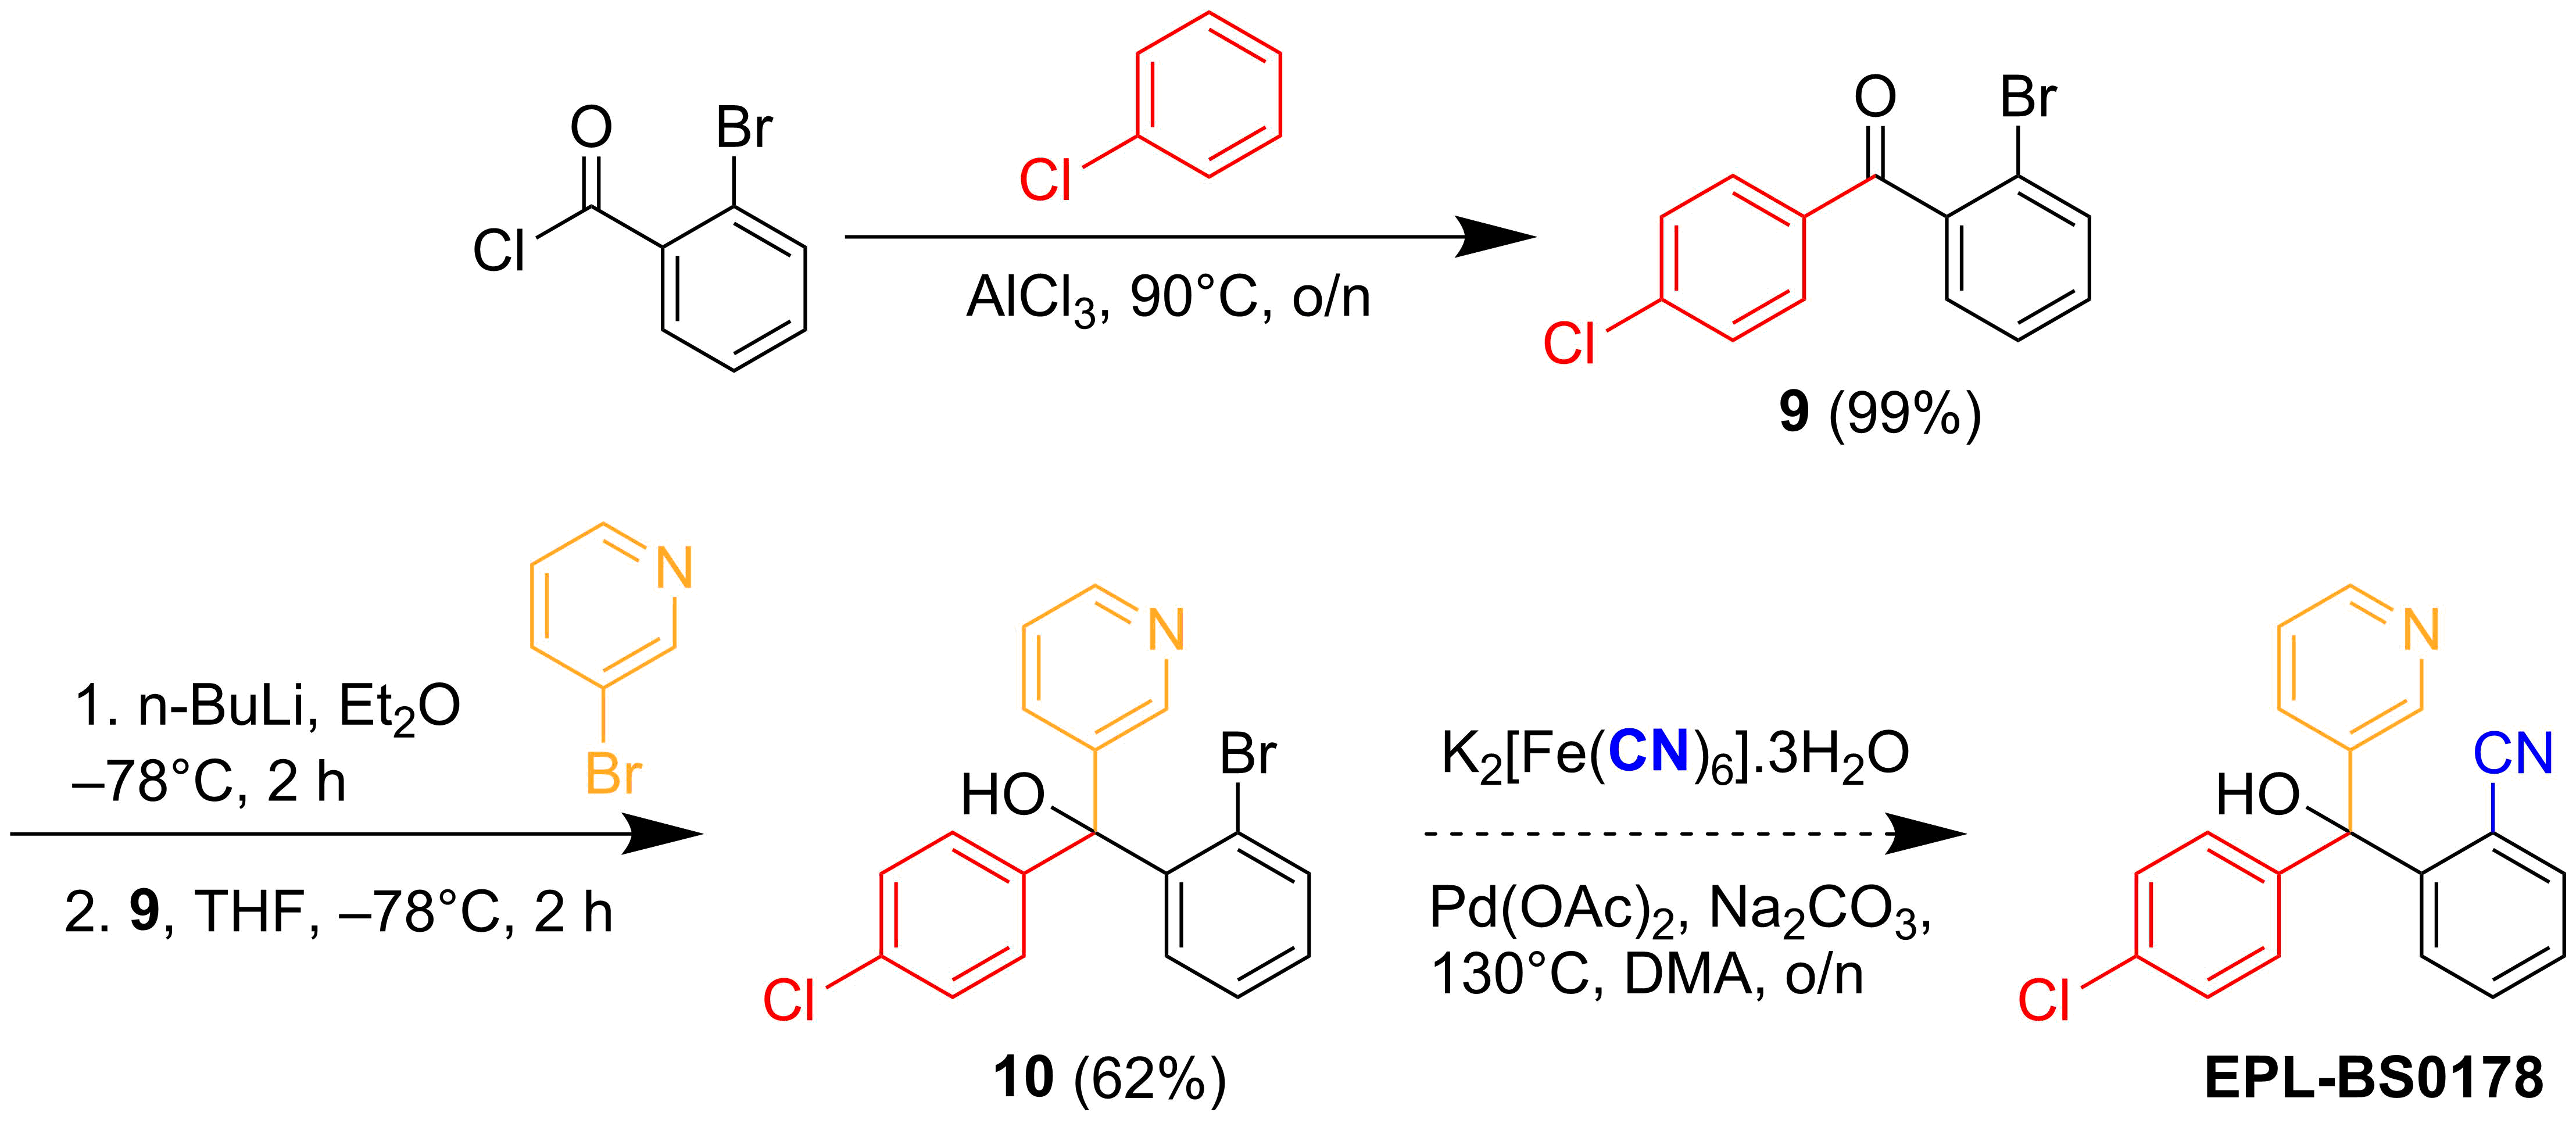 O
Br
Cl
Cl
AlCl₃, 90°C, o/n
O
Br
Cl
9 (99%)
N
Br
1. n-BuLi, Et₂O
–78°C, 2 h
2. 9, THF, –78°C, 2 h
N
Br
HO
Cl
10 (62%)
K₂[Fe(CN)₆].3H₂O
Pd(OAc)₂, Na₂CO₃,
130°C, DMA, o/n
N
CN
HO
Cl
EPL-BS0178